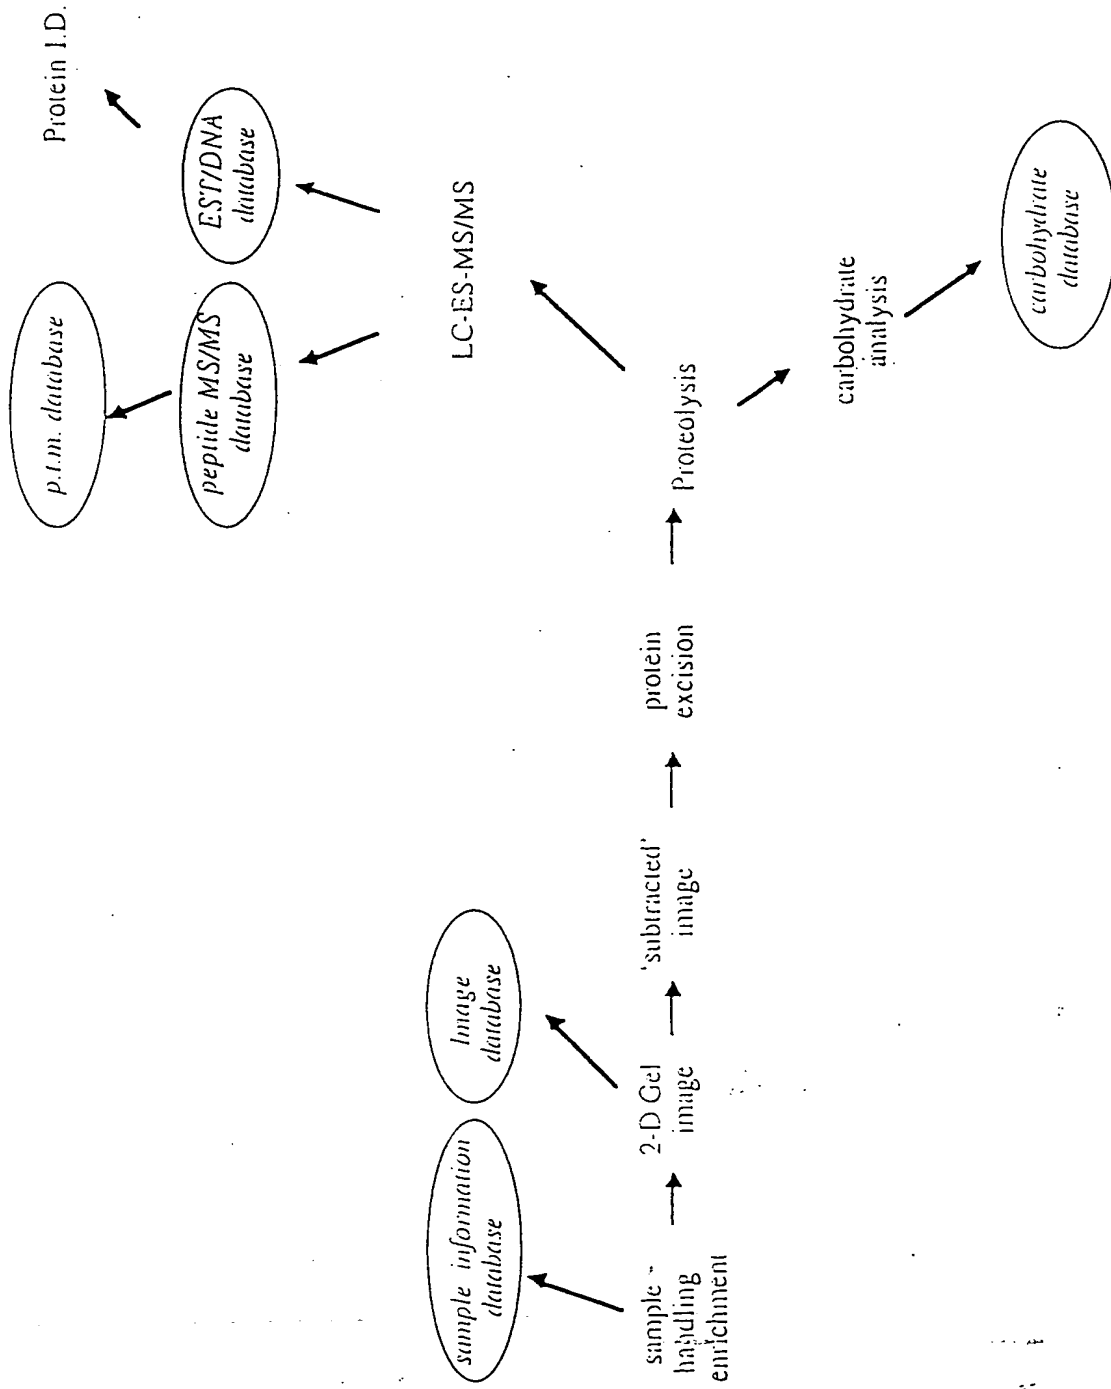 Protein I.D.
p.t.m. database
EST/DNA
database
peptide MS/MS
database
LC-ES-MS/MS
sample information
database
Image
database
sample -
handling
enrichment
2-D Gel
image
'subtracted'
image
protein
excision
Proteolysis
carbohydrate
analysis
carbohydrate
database